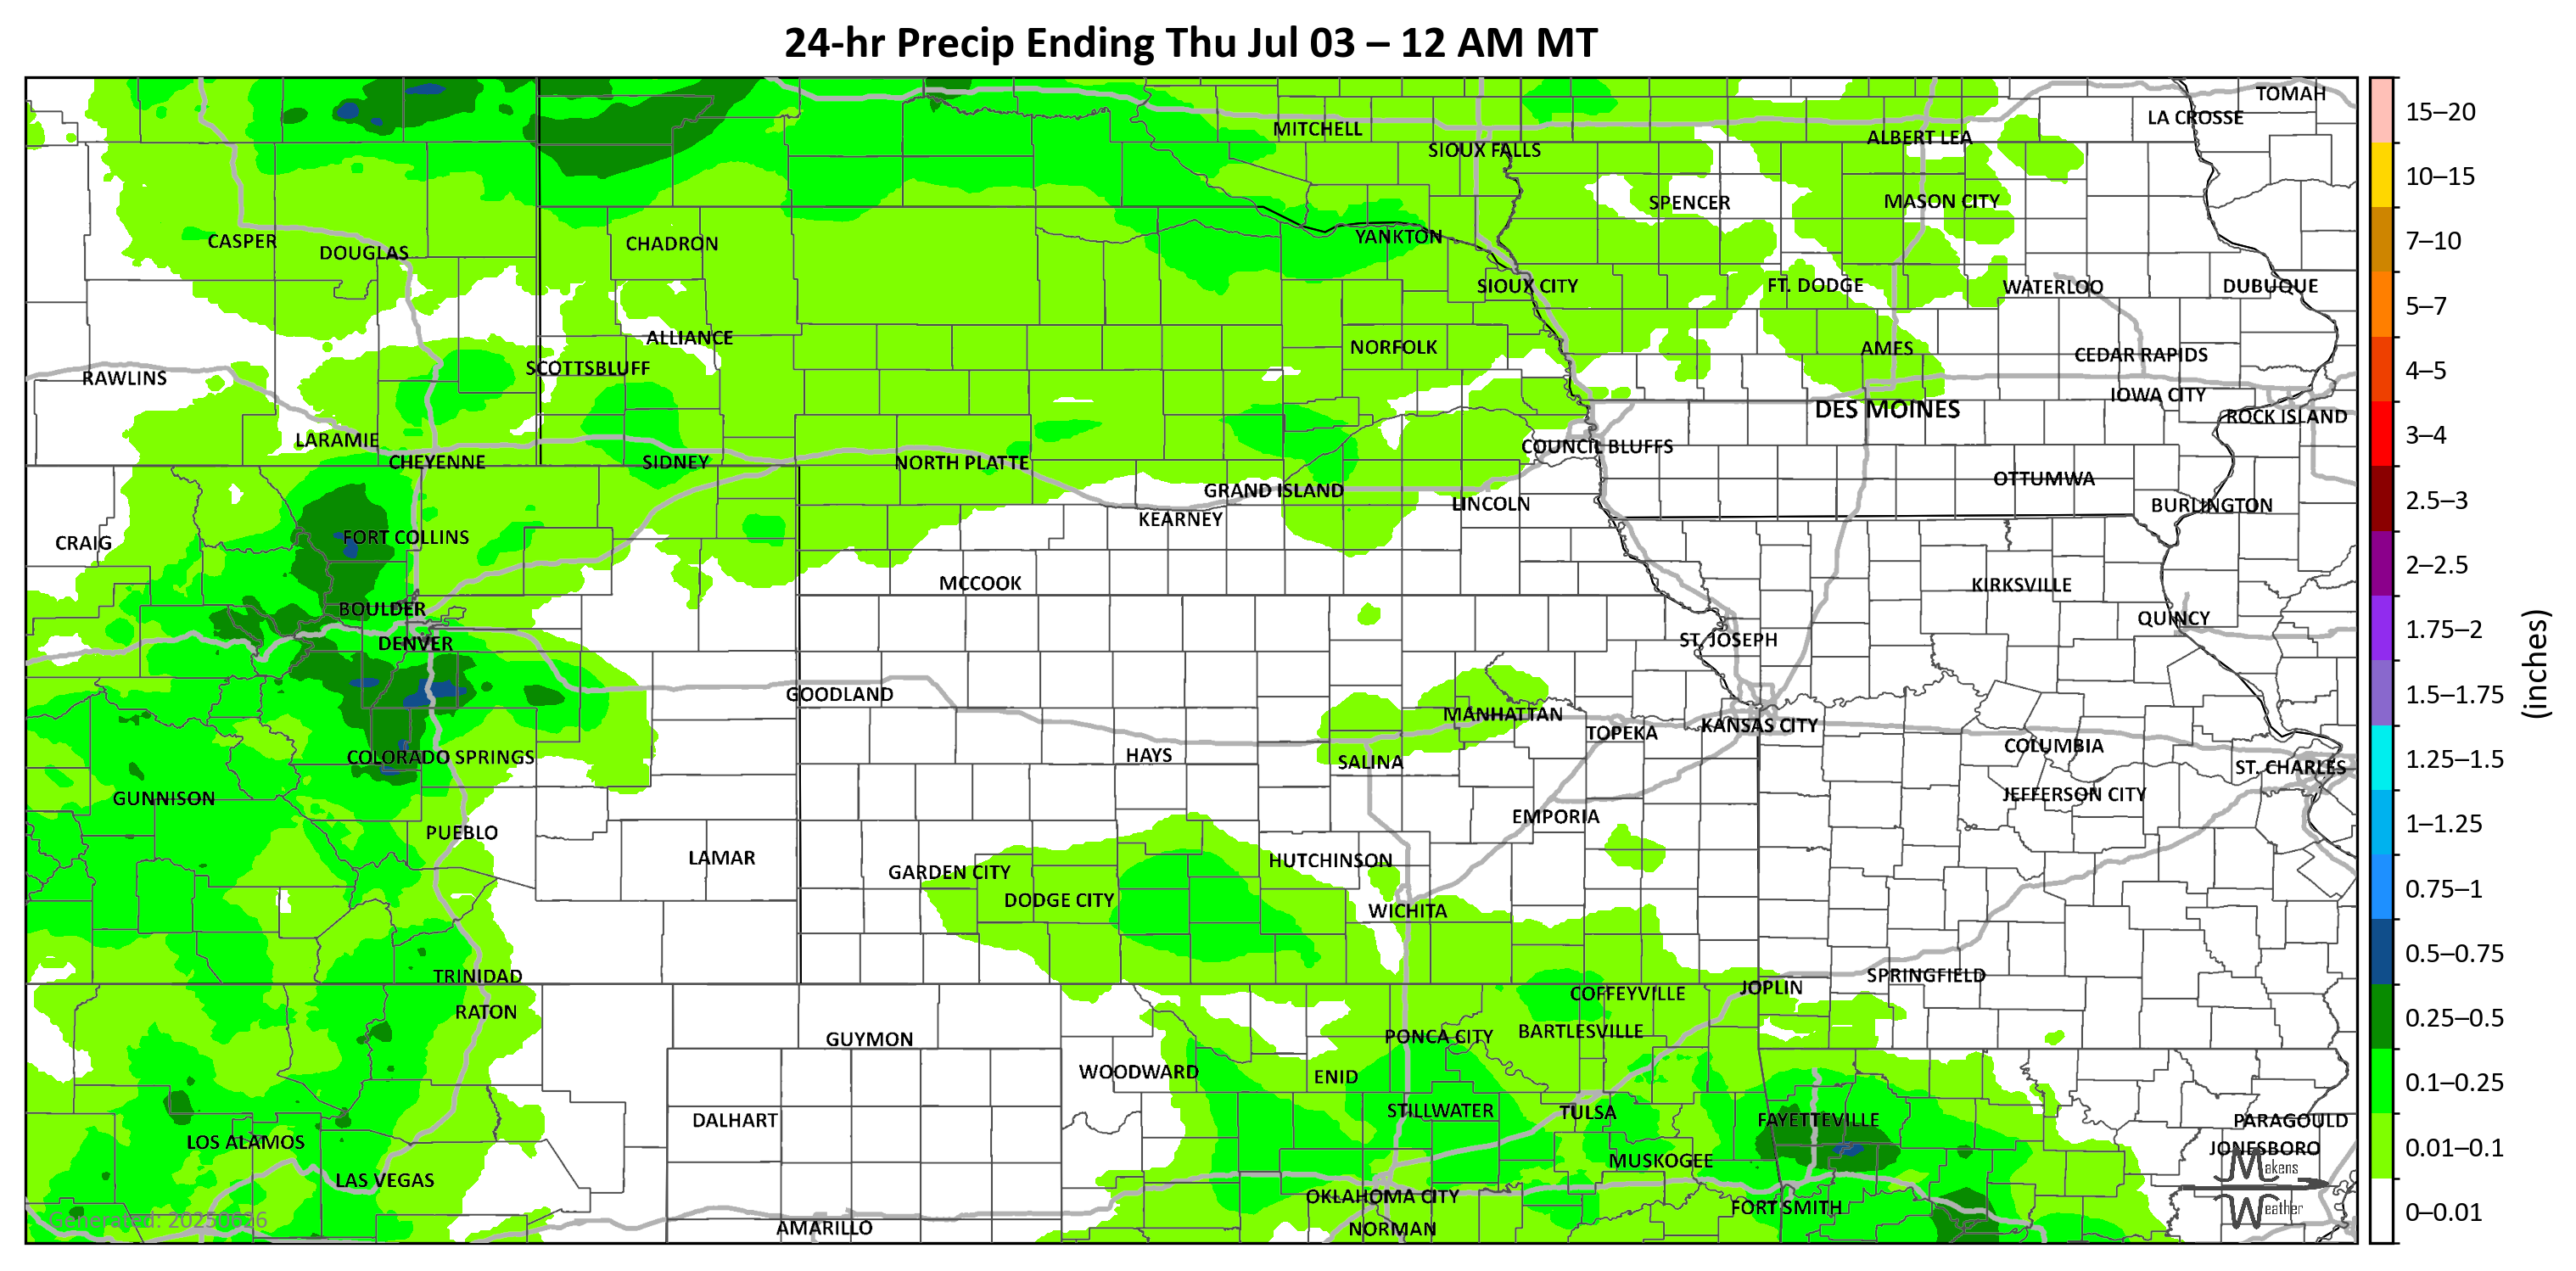 24-hr Precip Ending Thu Jul 03 – 12 AM MT
TOMAH
LA CROSSE
MITCHELL
ALBERT LEA
SIOUX FALLS
SPENCER
MASON CITY
CASPER
DOUGLAS
CHADRON
YANKTON
SIOUX CITY
FT. DODGE
WATERLOO
DUBUQUE
ALLIANCE
NORFOLK
AMES
CEDAR RAPIDS
RAWLINS
SCOTTSBLUFF
IOWA CITY
DES MOINES
ROCK ISLAND
LARAMIE
COUNCIL BLUFFS
CHEYENNE
SIDNEY
NORTH PLATTE
OTTUMWA
GRAND ISLAND
LINCOLN
BURLINGTON
KEARNEY
CRAIG
FORT COLLINS
MCCOOK
KIRKSVILLE
BOULDER
QUINCY
DENVER
ST. JOSEPH
GOODLAND
MANHATTAN
TOPEKA
KANSAS CITY
COLUMBIA
COLORADO SPRINGS
HAYS
SALINA
ST. CHARLES
GUNNISON
JEFFERSON CITY
EMPORIA
PUEBLO
LAMAR
HUTCHINSON
GARDEN CITY
DODGE CITY
WICHITA
TRINIDAD
SPRINGFIELD
JOPLIN
COFFEYVILLE
RATON
GUYMON
PONCA CITY
BARTLESVILLE
WOODWARD
ENID
STILLWATER
TULSA
DALHART
FAYETTEVILLE
PARAGOULD
LOS ALAMOS
JONESBORO
MUSKOGEE
LAS VEGAS
OKLAHOMA CITY
FORT SMITH
AMARILLO
NORMAN
Generated: 20250626
Makens
Weather
15–20
10–15
7–10
5–7
4–5
3–4
2.5–3
2–2.5
1.75–2
1.5–1.75
1.25–1.5
1–1.25
0.75–1
0.5–0.75
0.25–0.5
0.1–0.25
0.01–0.1
0–0.01
(inches)